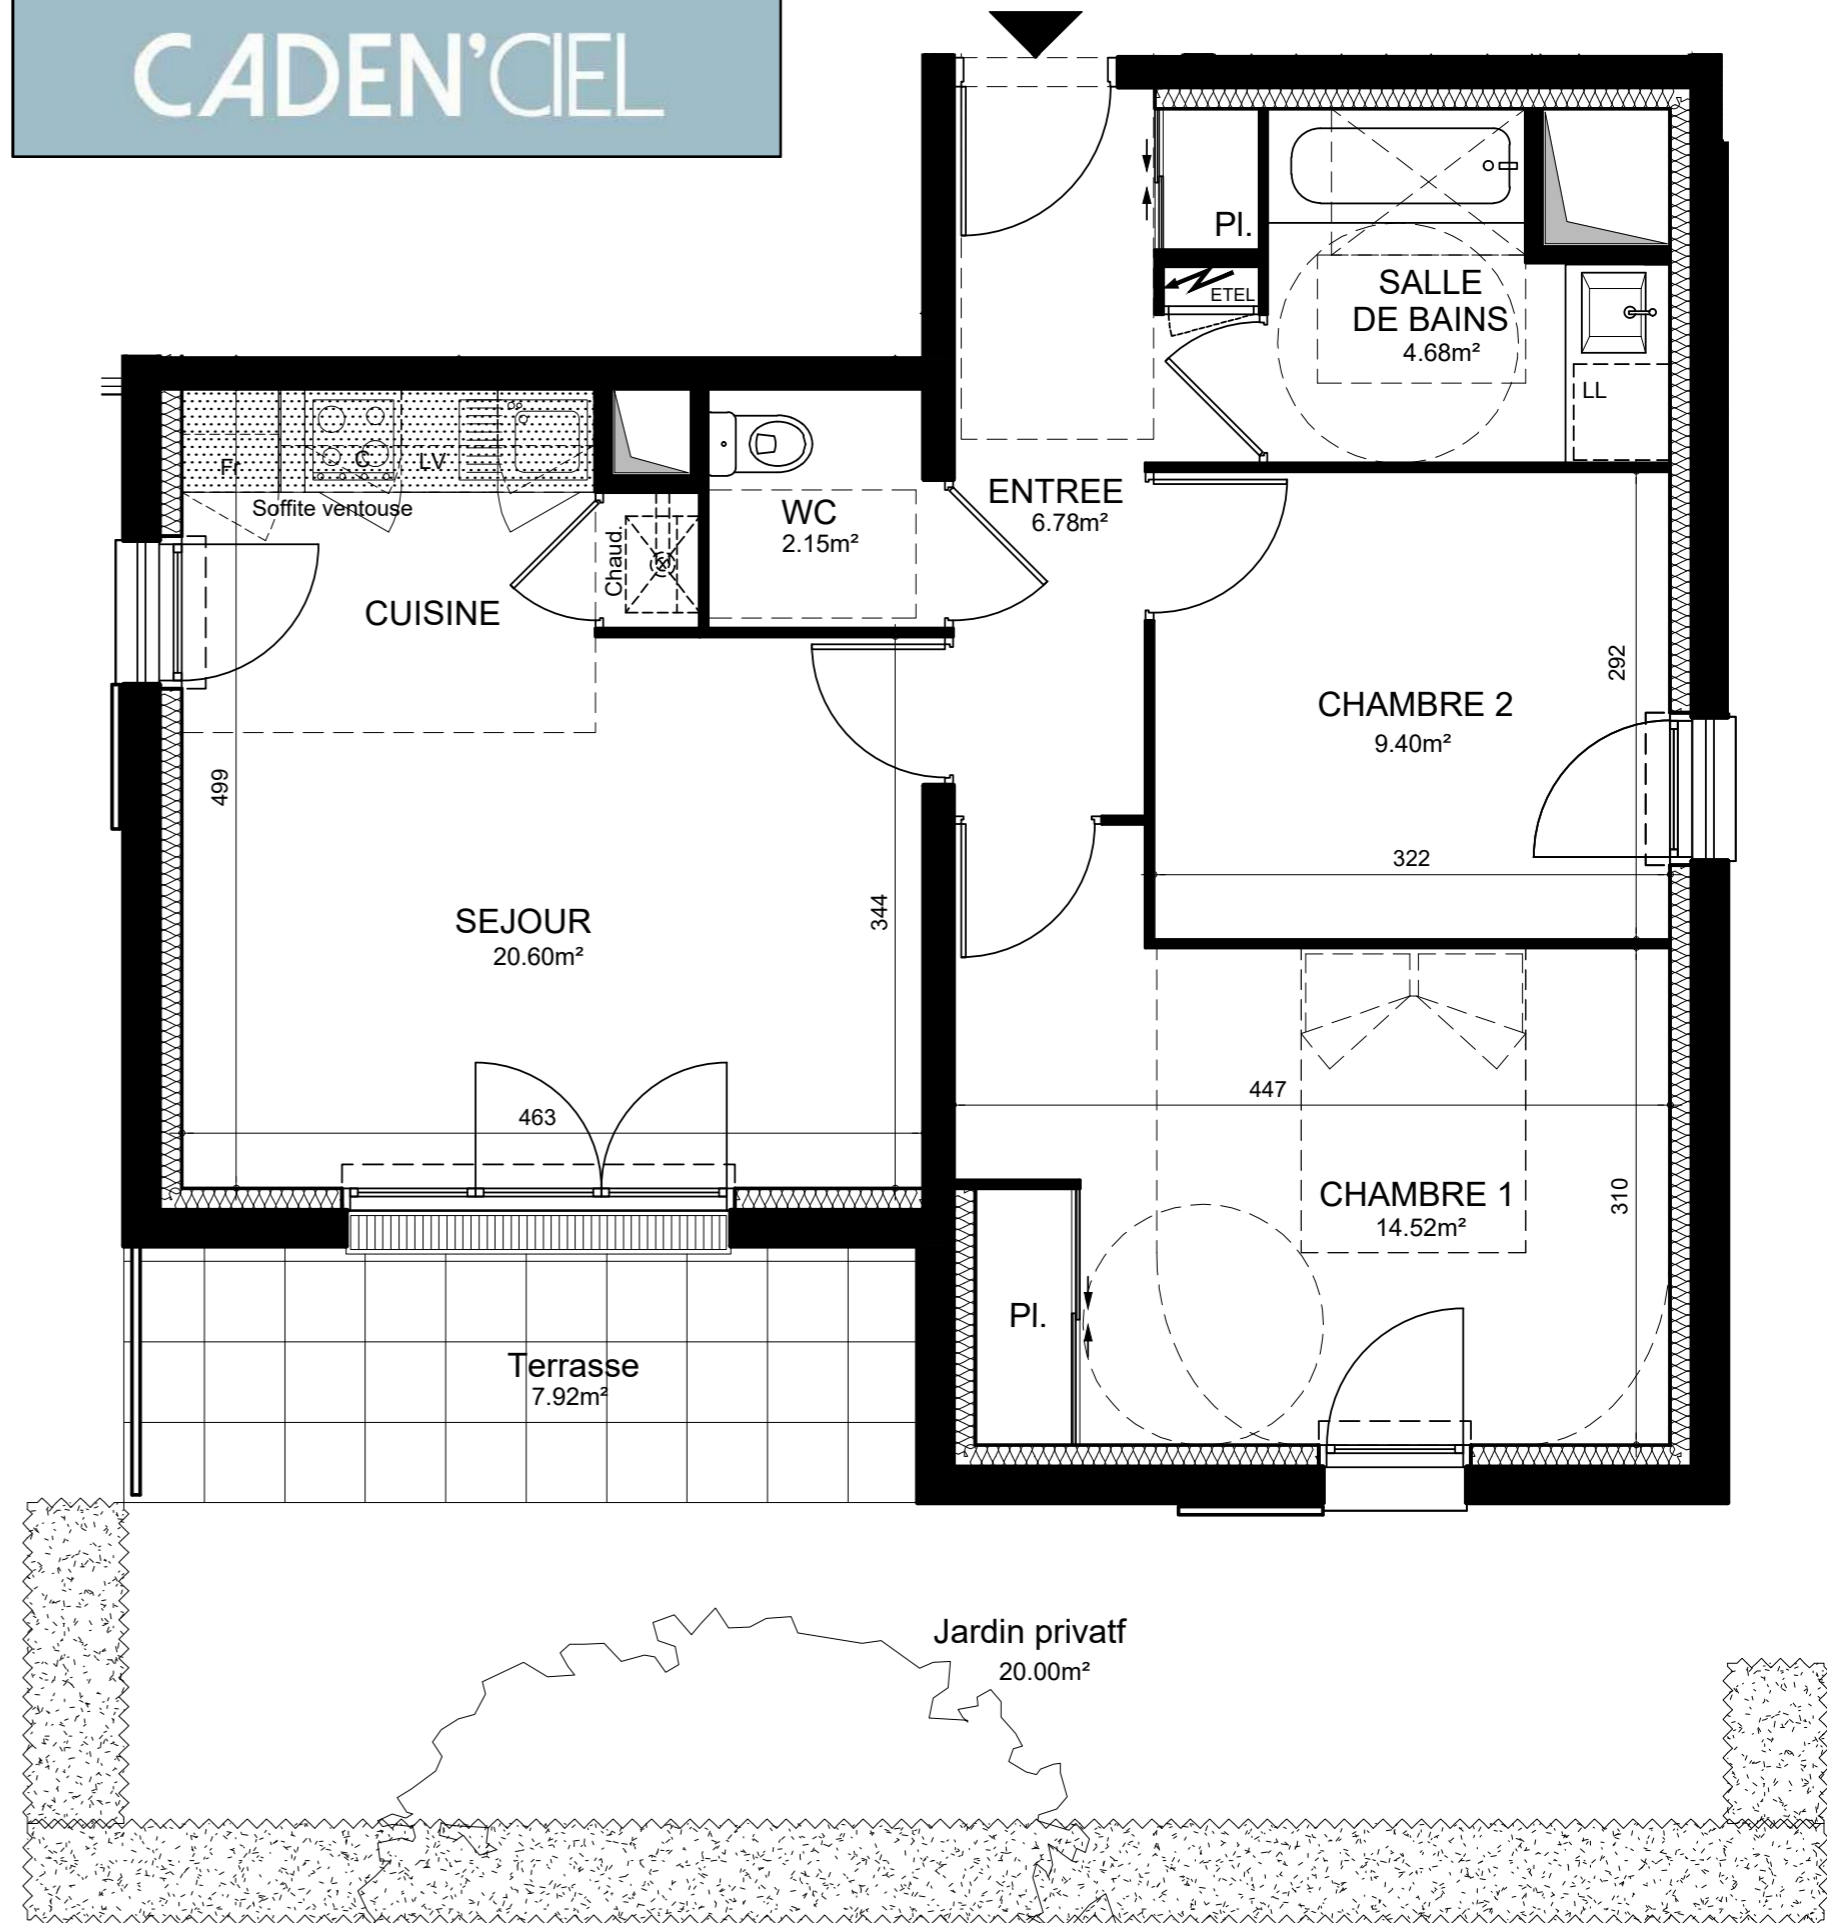 CADEN'CIEL
Pl.
ETEL
SALLE
DE BAINS
4.68m²
LL
Fr
C
LV
Soffite ventouse
Chaud.
WC
2.15m²
ENTREE
6.78m²
CUISINE
292
CHAMBRE 2
9.40m²
499
322
344
SEJOUR
20.60m²
447
463
CHAMBRE 1
14.52m²
310
Pl.
Terrasse
7.92m²
Jardin privatf
20.00m²